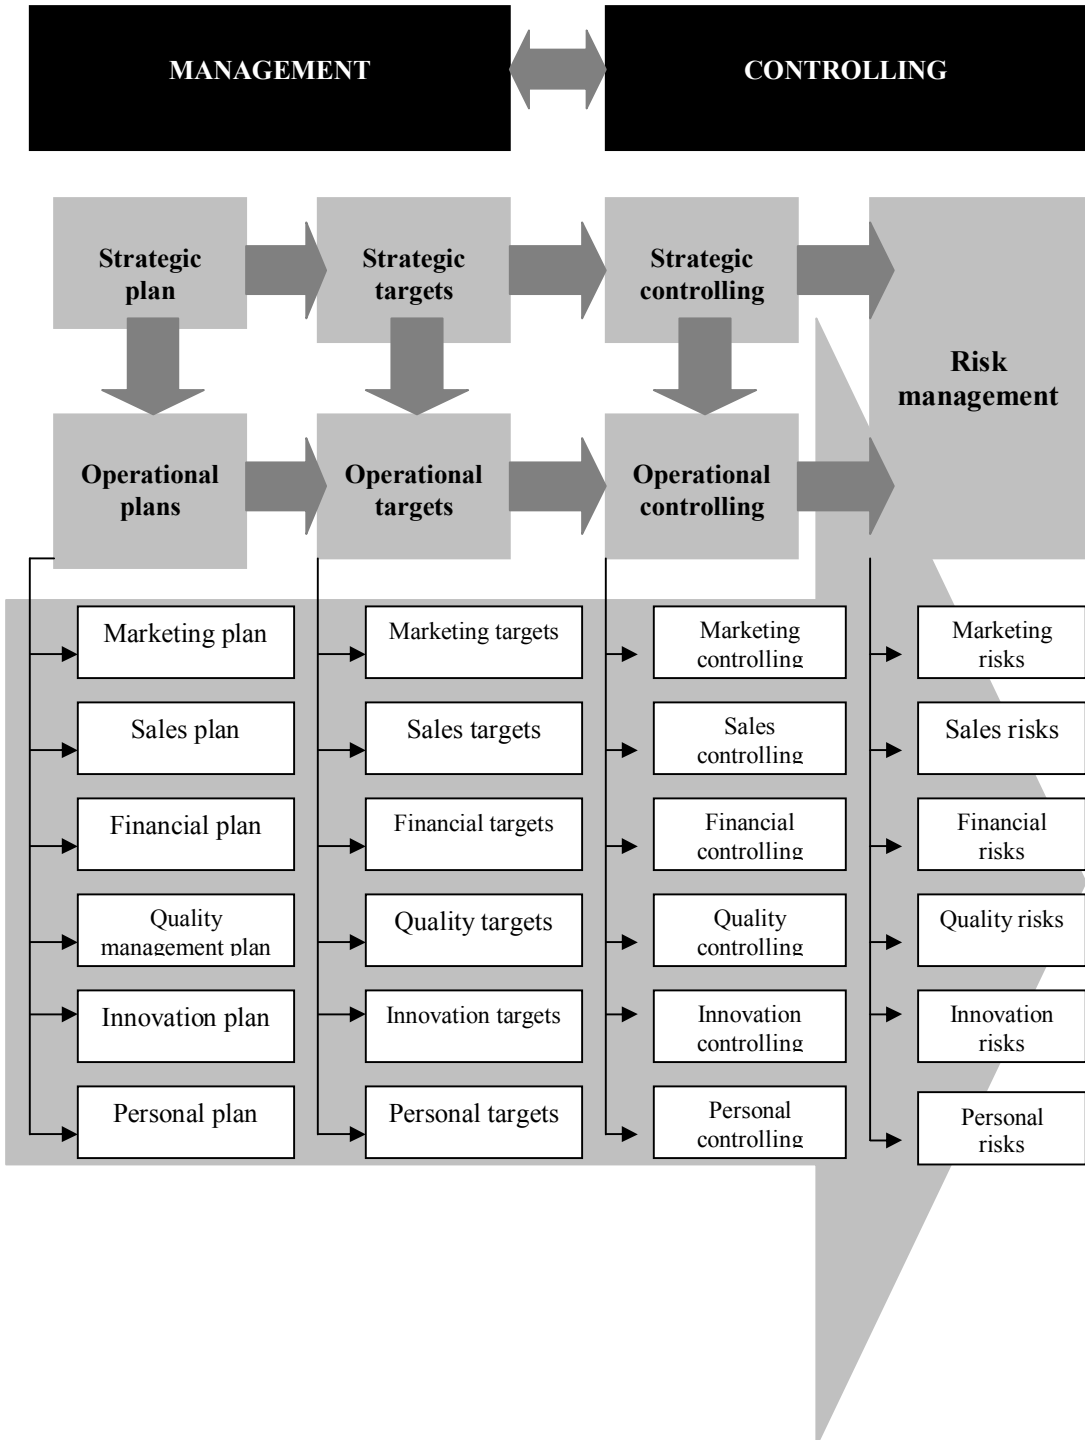 MANAGEMENT
CONTROLLING
Strategic
plan
Strategic
targets
Strategic
controlling
Risk
management
Operational
plans
Operational
targets
Operational
controlling
Marketing plan
Marketing targets
Marketing
controlling
Marketing
risks
Sales plan
Sales targets
Sales
controlling
Sales risks
Financial plan
Financial targets
Financial
controlling
Financial
risks
Quality
management plan
Quality targets
Quality
controlling
Quality risks
Innovation plan
Innovation targets
Innovation
controlling
Innovation
risks
Personal plan
Personal targets
Personal
controlling
Personal
risks